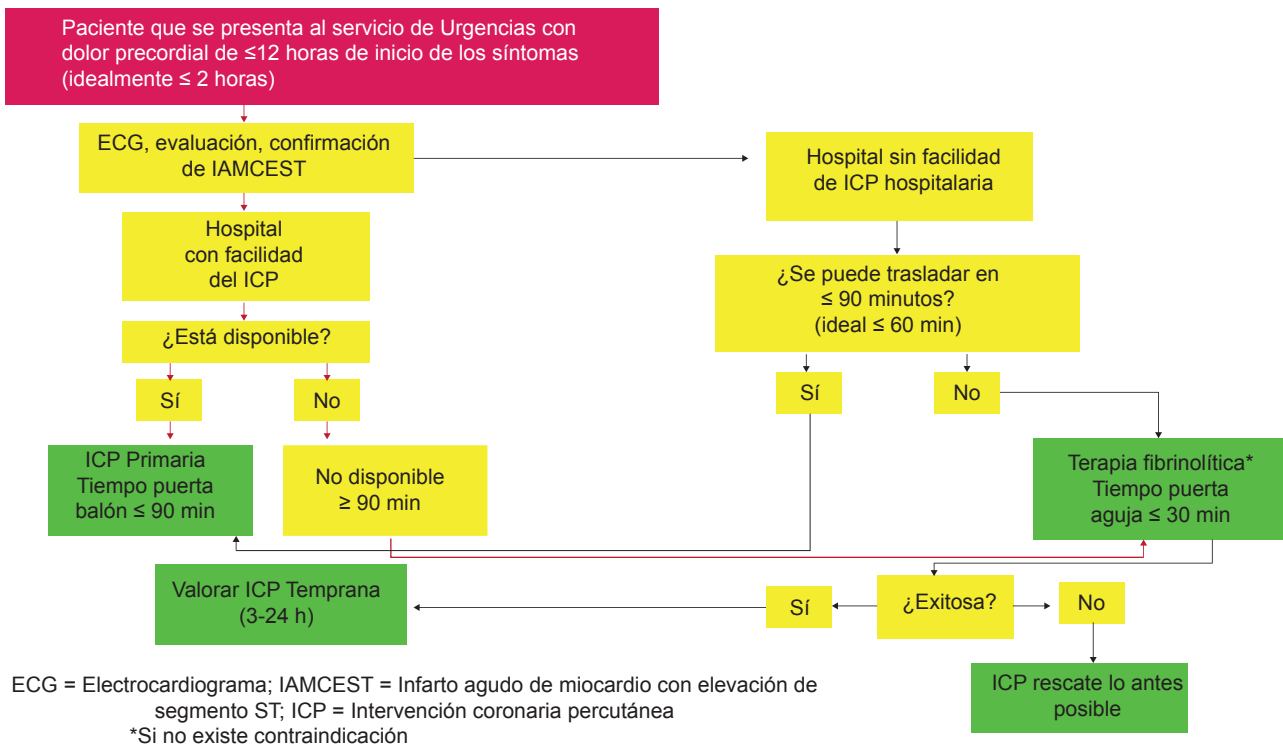 Paciente que se presenta al servicio de Urgencias con
dolor precordial de ≤12 horas de inicio de los síntomas
(idealmente ≤ 2 horas)
ECG, evaluación, confirmación
de IAMCEST
Hospital sin facilidad
de ICP hospitalaria
Hospital
con facilidad
del ICP
¿Se puede trasladar en
≤ 90 minutos?
(ideal ≤ 60 min)
¿Está disponible?
Sí
No
Sí
No
ICP Primaria
Tiempo puerta
balón ≤ 90 min
No disponible
≥ 90 min
Terapia fibrinolítica*
Tiempo puerta
aguja ≤ 30 min
Valorar ICP Temprana
(3-24 h)
Sí
¿Exitosa?
No
ICP rescate lo antes
posible
ECG = Electrocardiograma; IAMCEST = Infarto agudo de miocardio con elevación de
segmento ST; ICP = Intervención coronaria percutánea
*Si no existe contraindicación